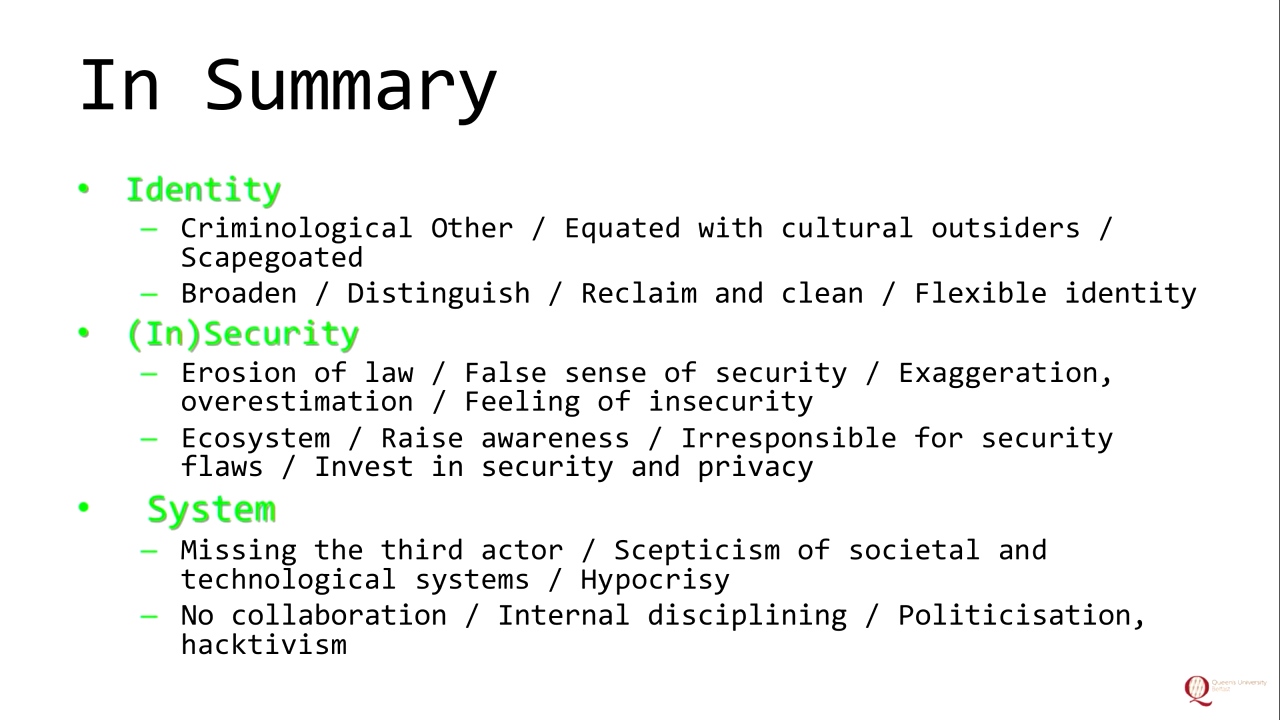 In Summary
• Identity
– Criminological Other / Equated with cultural outsiders /
Scapegoated
– Broaden / Distinguish / Reclaim and clean / Flexible identity
• (In)Security
– Erosion of law / False sense of security / Exaggeration,
overestimation / Feeling of insecurity
– Ecosystem / Raise awareness / Irresponsible for security
flaws / Invest in security and privacy
• System
– Missing the third actor / Scepticism of societal and
technological systems / Hypocrisy
– No collaboration / Internal disciplining / Politicisation,
hacktivism
Queens University
Belfast